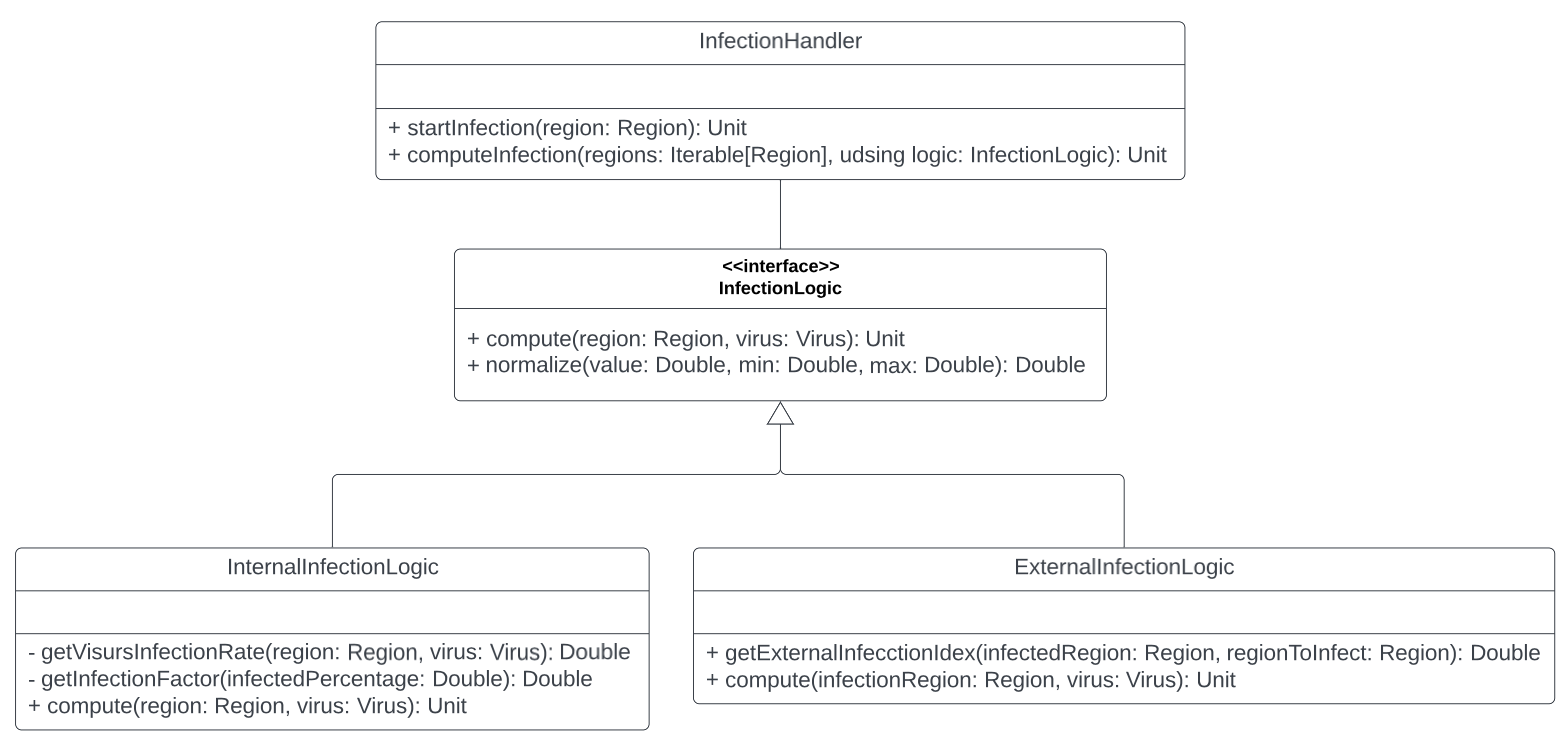 InfectionHandler
+ startInfection(region: Region): Unit
+ computeInfection(regions: Iterable[Region], udsing logic: InfectionLogic): Unit
<<interface>>
InfectionLogic
+ compute(region: Region, virus: Virus): Unit
+ normalize(value: Double, min: Double, max: Double): Double
InternalInfectionLogic
- getVisursInfectionRate(region: Region, virus: Virus): Double
- getInfectionFactor(infectedPercentage: Double): Double
+ compute(region: Region, virus: Virus): Unit
ExternalInfectionLogic
+ getExternalInfecctionIdex(infectedRegion: Region, regionToInfect: Region): Double
+ compute(infectionRegion: Region, virus: Virus): Unit